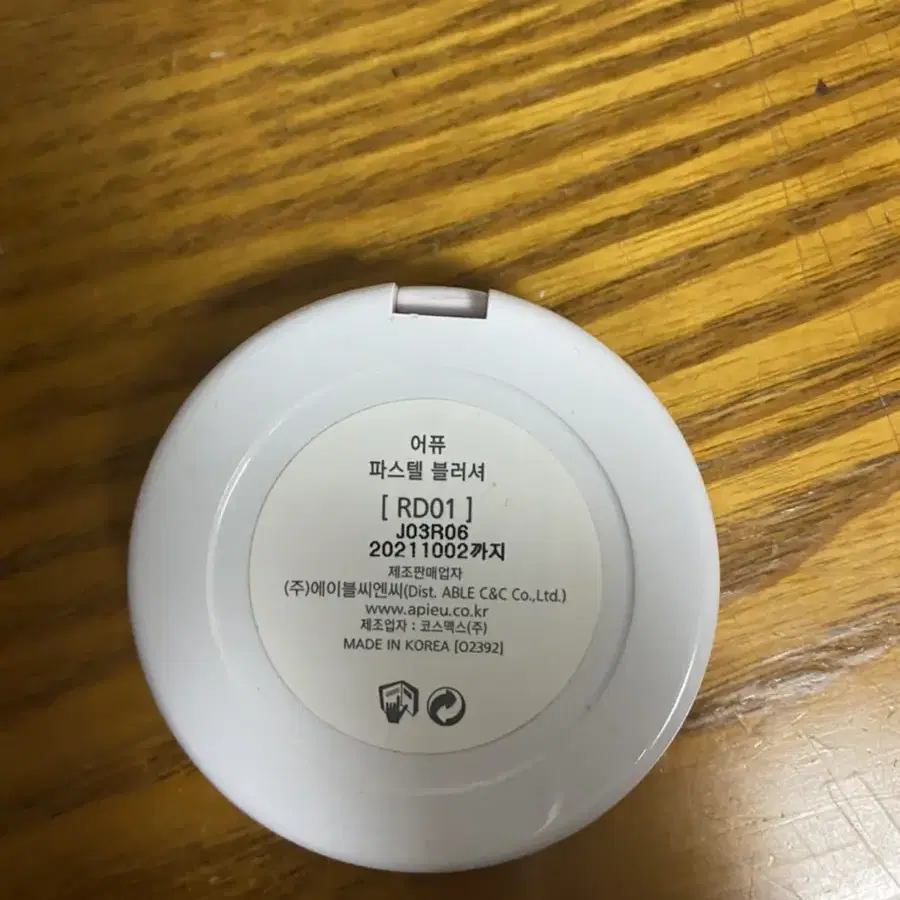 어퓨
파스텔 블러셔
[ RD01 ]
J03R06
20211002까지
제조판매업자
(주)에이블씨엔씨(Dist. ABLE C&C Co.,Ltd.)
www.apieu.co.kr
제조업자 : 코스맥스(주)
MADE IN KOREA [O2392]